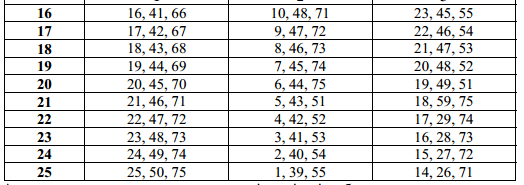 16 16, 41, 66 10, 48, 71 23, 45, 55
17 17, 42, 67 9, 47, 72 22, 46, 54
18 18, 43, 68 8, 46, 73 21, 47, 53
19 19, 44, 69 7, 45, 74 20, 48, 52
20 20, 45, 70 6, 44, 75 19, 49, 51
21 21, 46, 71 5, 43, 51 18, 59, 75
22 22, 47, 72 4, 42, 52 17, 29, 74
23 23, 48, 73 3, 41, 53 16, 28, 73
24 24, 49, 74 2, 40, 54 15, 27, 72
25 25, 50, 75 1, 39, 55 14, 26, 71